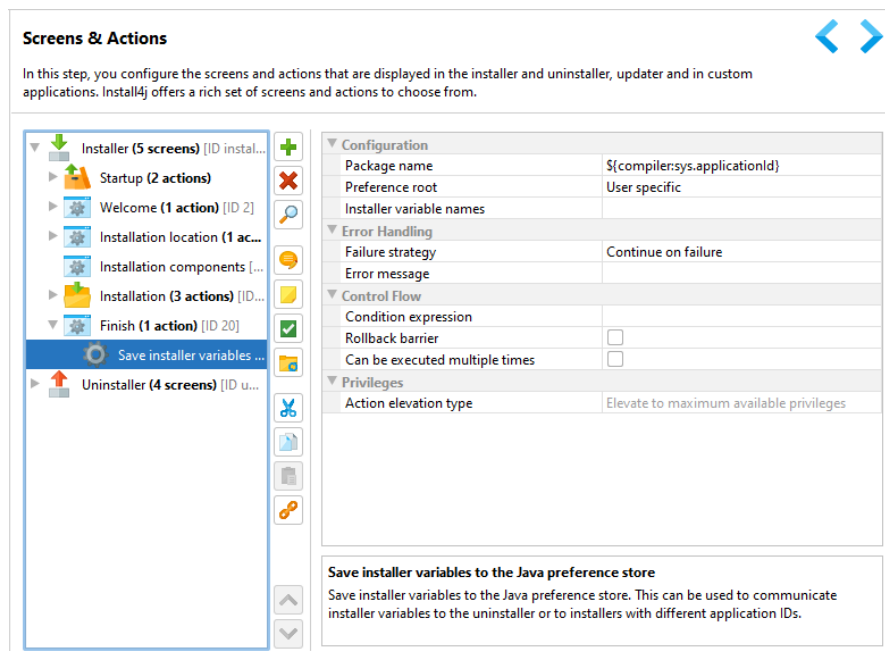 Screens & Actions
In this step, you configure the screens and actions that are displayed in the installer and uninstaller, updater and in custom
applications. Install4j offers a rich set of screens and actions to choose from.
Installer (5 screens) [ID instal...
Startup (2 actions)
Welcome (1 action) [ID 2]
Installation location (1 ac...
Installation components [...
Installation (3 actions) [ID...
Finish (1 action) [ID 20]
Save installer variables ...
Uninstaller (4 screens) [ID u...
Configuration
Package name ${compiler:sys.applicationId}
Preference root User specific
Installer variable names
Error Handling
Failure strategy Continue on failure
Error message
Control Flow
Condition expression
Rollback barrier
Can be executed multiple times
Privileges
Action elevation type Elevate to maximum available privileges
Save installer variables to the Java preference store
Save installer variables to the Java preference store. This can be used to communicate
installer variables to the uninstaller or to installers with different application IDs.